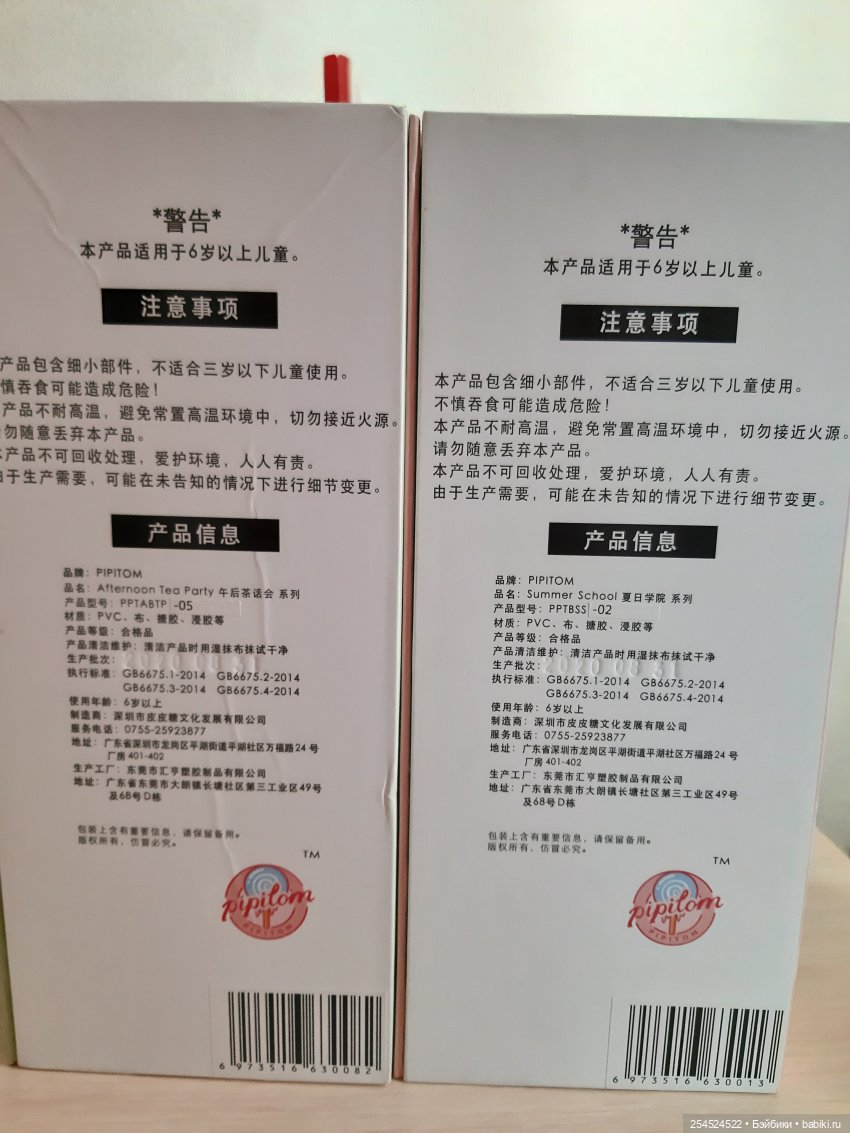 *警告*
本产品适用于6岁以上儿童。
注意事项
产品包含细小部件，不适合三岁以下儿童使用。
慎吞食可能造成危险！
产品不耐高温，避免常置高温环境中，切勿接近火源。
勿随意丢弃本产品。
本产品不可回收处理，爱护环境，人人有责。
由于生产需要，可能在未告知的情况下进行细节变更。
产品信息
品牌：PIPITOM
品名：Afternoon Tea Party 午后茶话会 系列
产品型号：PPTABTP -05
材质：PVC、布、搪胶、浸胶等
产品等级：合格品
产品清洁维护：清洁产品时用湿抹布抹试干净
生产批次：2020 08 31
执行标准：GB6675.1-2014 GB6675.2-2014
GB6675.3-2014 GB6675.4-2014
使用年龄：6岁以上
制造商：深圳市皮皮糖文化发展有限公司
服务电话：0755-25923877
地址：广东省深圳市龙岗区平湖街道平湖社区万福路24号
厂房 401-402
生产工厂：东莞市汇亨塑胶制品有限公司
地址：广东省东莞市大朗镇长塘社区第三工业区49号
及68号D栋
包装上含有重要信息，请保留备用。
版权所有，仿冒必究。
TM
pipitom
PIPITOM
6 973516 630082
*警告*
本产品适用于6岁以上儿童。
注意事项
本产品包含细小部件，不适合三岁以下儿童使用。
不慎吞食可能造成危险！
本产品不耐高温，避免常置高温环境中，切勿接近火源。
请勿随意丢弃本产品。
本产品不可回收处理，爱护环境，人人有责。
由于生产需要，可能在未告知的情况下进行细节变更。
产品信息
品牌：PIPITOM
品名：Summer School 夏日学院 系列
产品型号：PPTBSS -02
材质：PVC、布、搪胶、浸胶等
产品等级：合格品
产品清洁维护：清洁产品时用湿抹布抹试干净
生产批次：2020 08 31
执行标准：GB6675.1-2014 GB6675.2-2014
GB6675.3-2014 GB6675.4-2014
使用年龄：6岁以上
制造商：深圳市皮皮糖文化发展有限公司
服务电话：0755-25923877
地址：广东省深圳市龙岗区平湖街道平湖社区万福路24号
厂房 401-402
生产工厂：东莞市汇亨塑胶制品有限公司
地址：广东省东莞市大朗镇长塘社区第三工业区49号
及68号D栋
包装上含有重要信息，请保留备用。
版权所有，仿冒必究。
TM
pipitom
PIPITOM
6 973516 630013
254524522 • Бэйбики • babiki.ru